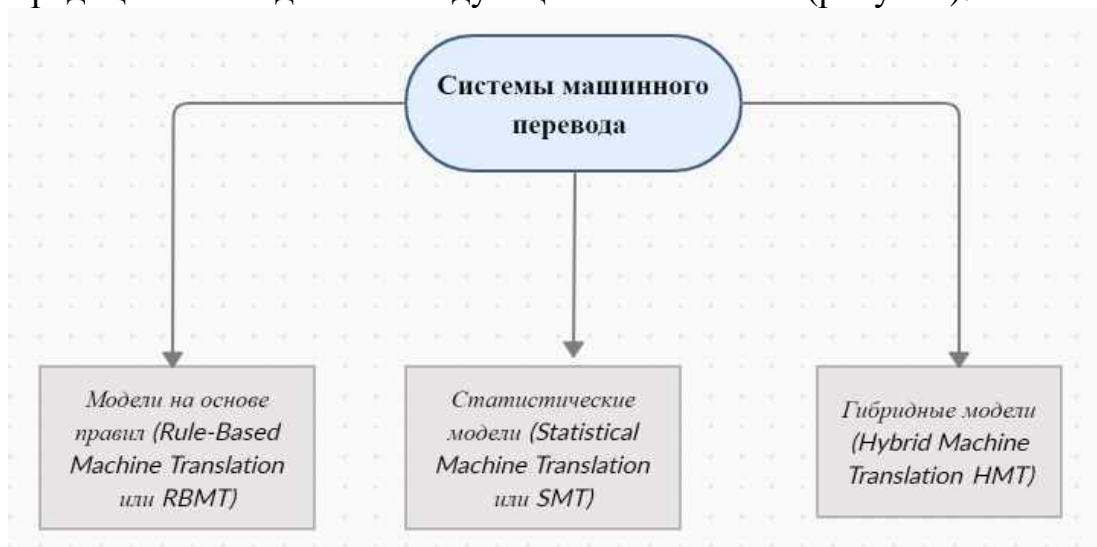 Системы машинного
перевода
Модели на основе
правил (Rule-Based
Machine Translation
или RBMT)
Статистические
модели (Statistical
Machine Translation
или SMT)
Гибридные модели
(Hybrid Machine
Translation HMT)